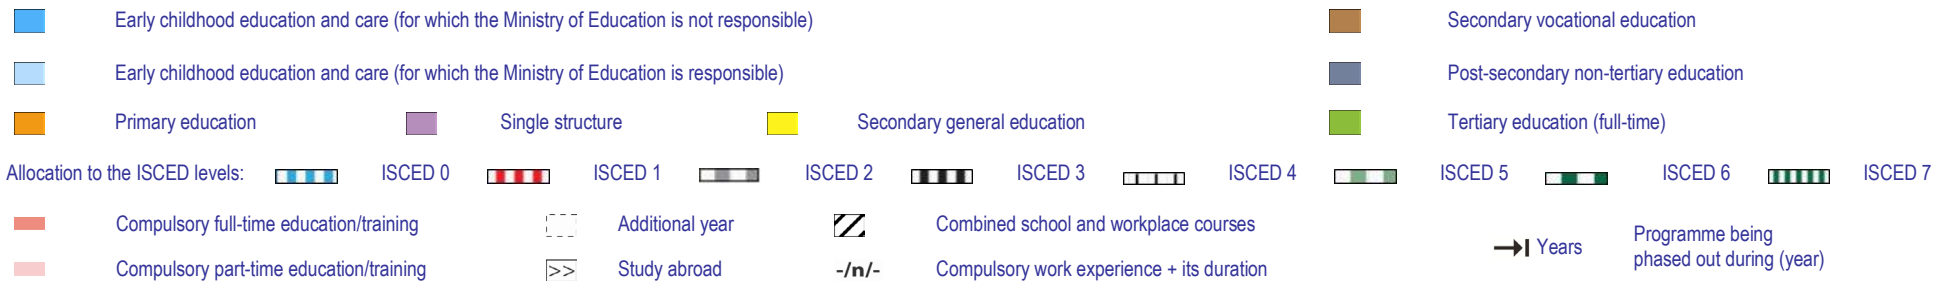 Early childhood education and care (for which the Ministry of Education is not responsible) Secondary vocational education
Early childhood education and care (for which the Ministry of Education is responsible) Post-secondary non-tertiary education
Primary education Single structure Secondary general education Tertiary education (full-time)
Allocation to the ISCED levels: ISCED 0 ISCED 1 ISCED 2 ISCED 3 ISCED 4 ISCED 5 ISCED 6 ISCED 7
Compulsory full-time education/training Additional year Combined school and workplace courses
Years Programme being
phased out during (year)
Compulsory part-time education/training >> Study abroad -/n/- Compulsory work experience + its duration